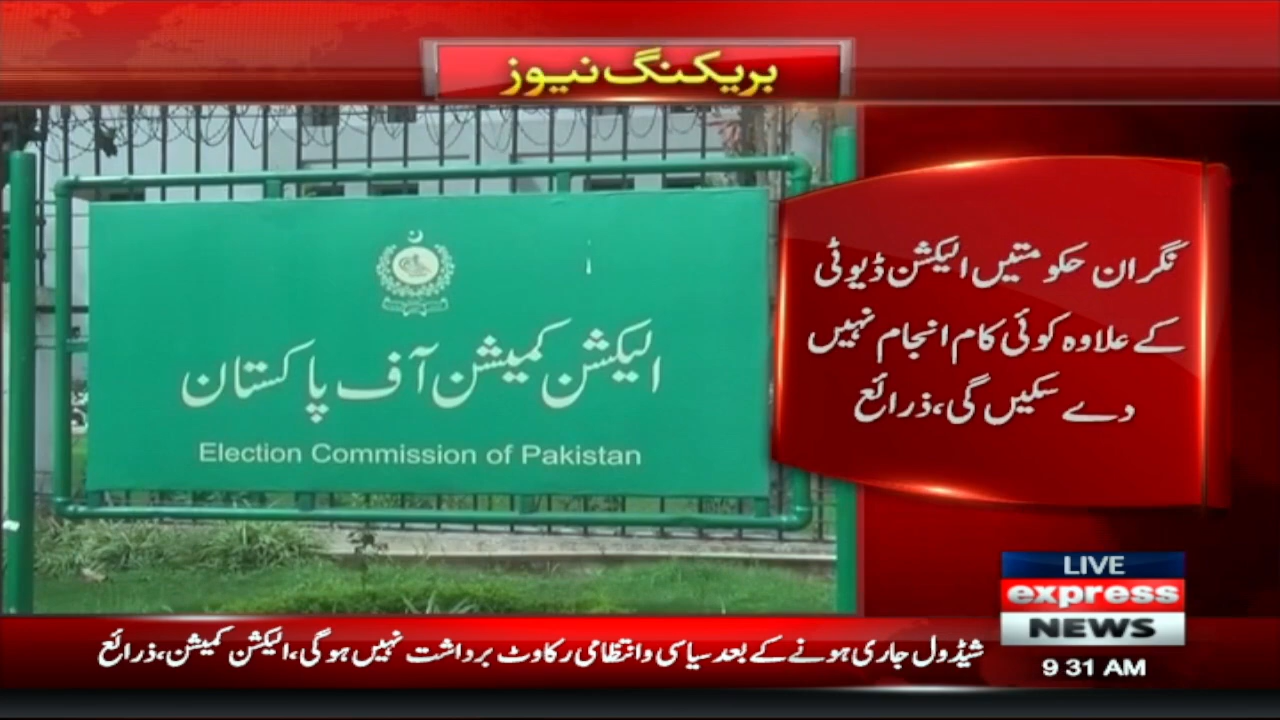 بریکنگ نیوز
الیکشن کمیشن آف پاکستان
Election Commission of Pakistan
نگران حکومتیں الیکشن ڈیوٹی
کے علاوہ کوئی کام انجام نہیں
دے سکیں گی، ذرائع
LIVE
express
NEWS
9 31 AM
شیڈول جاری ہونے کے بعد سیاسی و انتظامی رکاوٹ برداشت نہیں ہوگی، الیکشن کمیشن، ذرائع